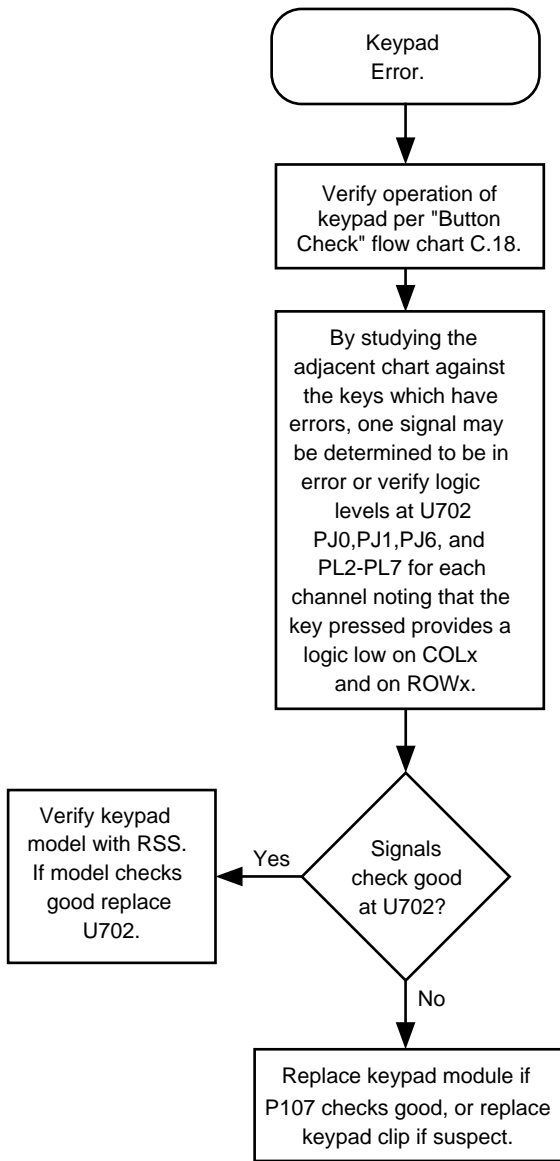 Keypad
Error.
Verify operation of
keypad per "Button
Check" flow chart C.18.
By studying the
adjacent chart against
the keys which have
errors, one signal may
be determined to be in
error or verify logic
levels at U702
PJ0,PJ1,PJ6, and
PL2-PL7 for each
channel noting that the
key pressed provides a
logic low on COLx
and on ROWx.
Signals
check good
at U702?
Yes
Verify keypad
model with RSS.
If model checks
good replace
U702.
No
Replace keypad module if
P107 checks good, or replace
keypad clip if suspect.